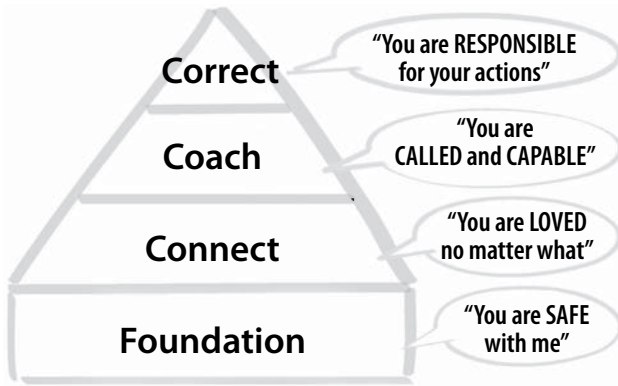 Correct
“You are RESPONSIBLE
for your actions”
Coach
“You are
CALLED and CAPABLE”
Connect
“You are LOVED
no matter what”
Foundation
“You are SAFE
with me”